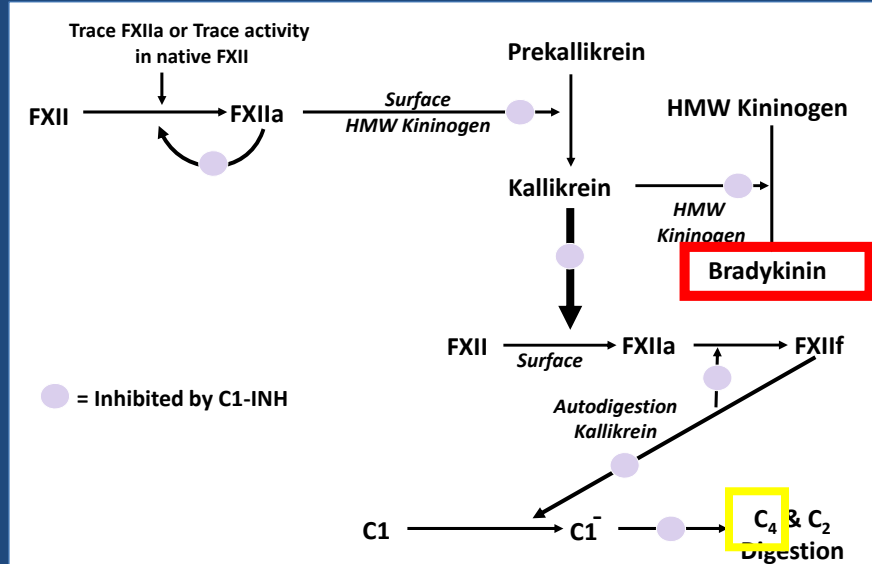 Trace FXIIa or Trace activity
in native FXII
Prekallikrein
FXII
FXIIa
Surface
HMW Kininogen
HMW Kininogen
Kallikrein
HMW
Kininogen
Bradykinin
FXII
Surface
FXIIa
FXIIf
= Inhibited by C1-INH
Autodigestion
Kallikrein
C1
C1⁻
C₄ & C₂
Digestion